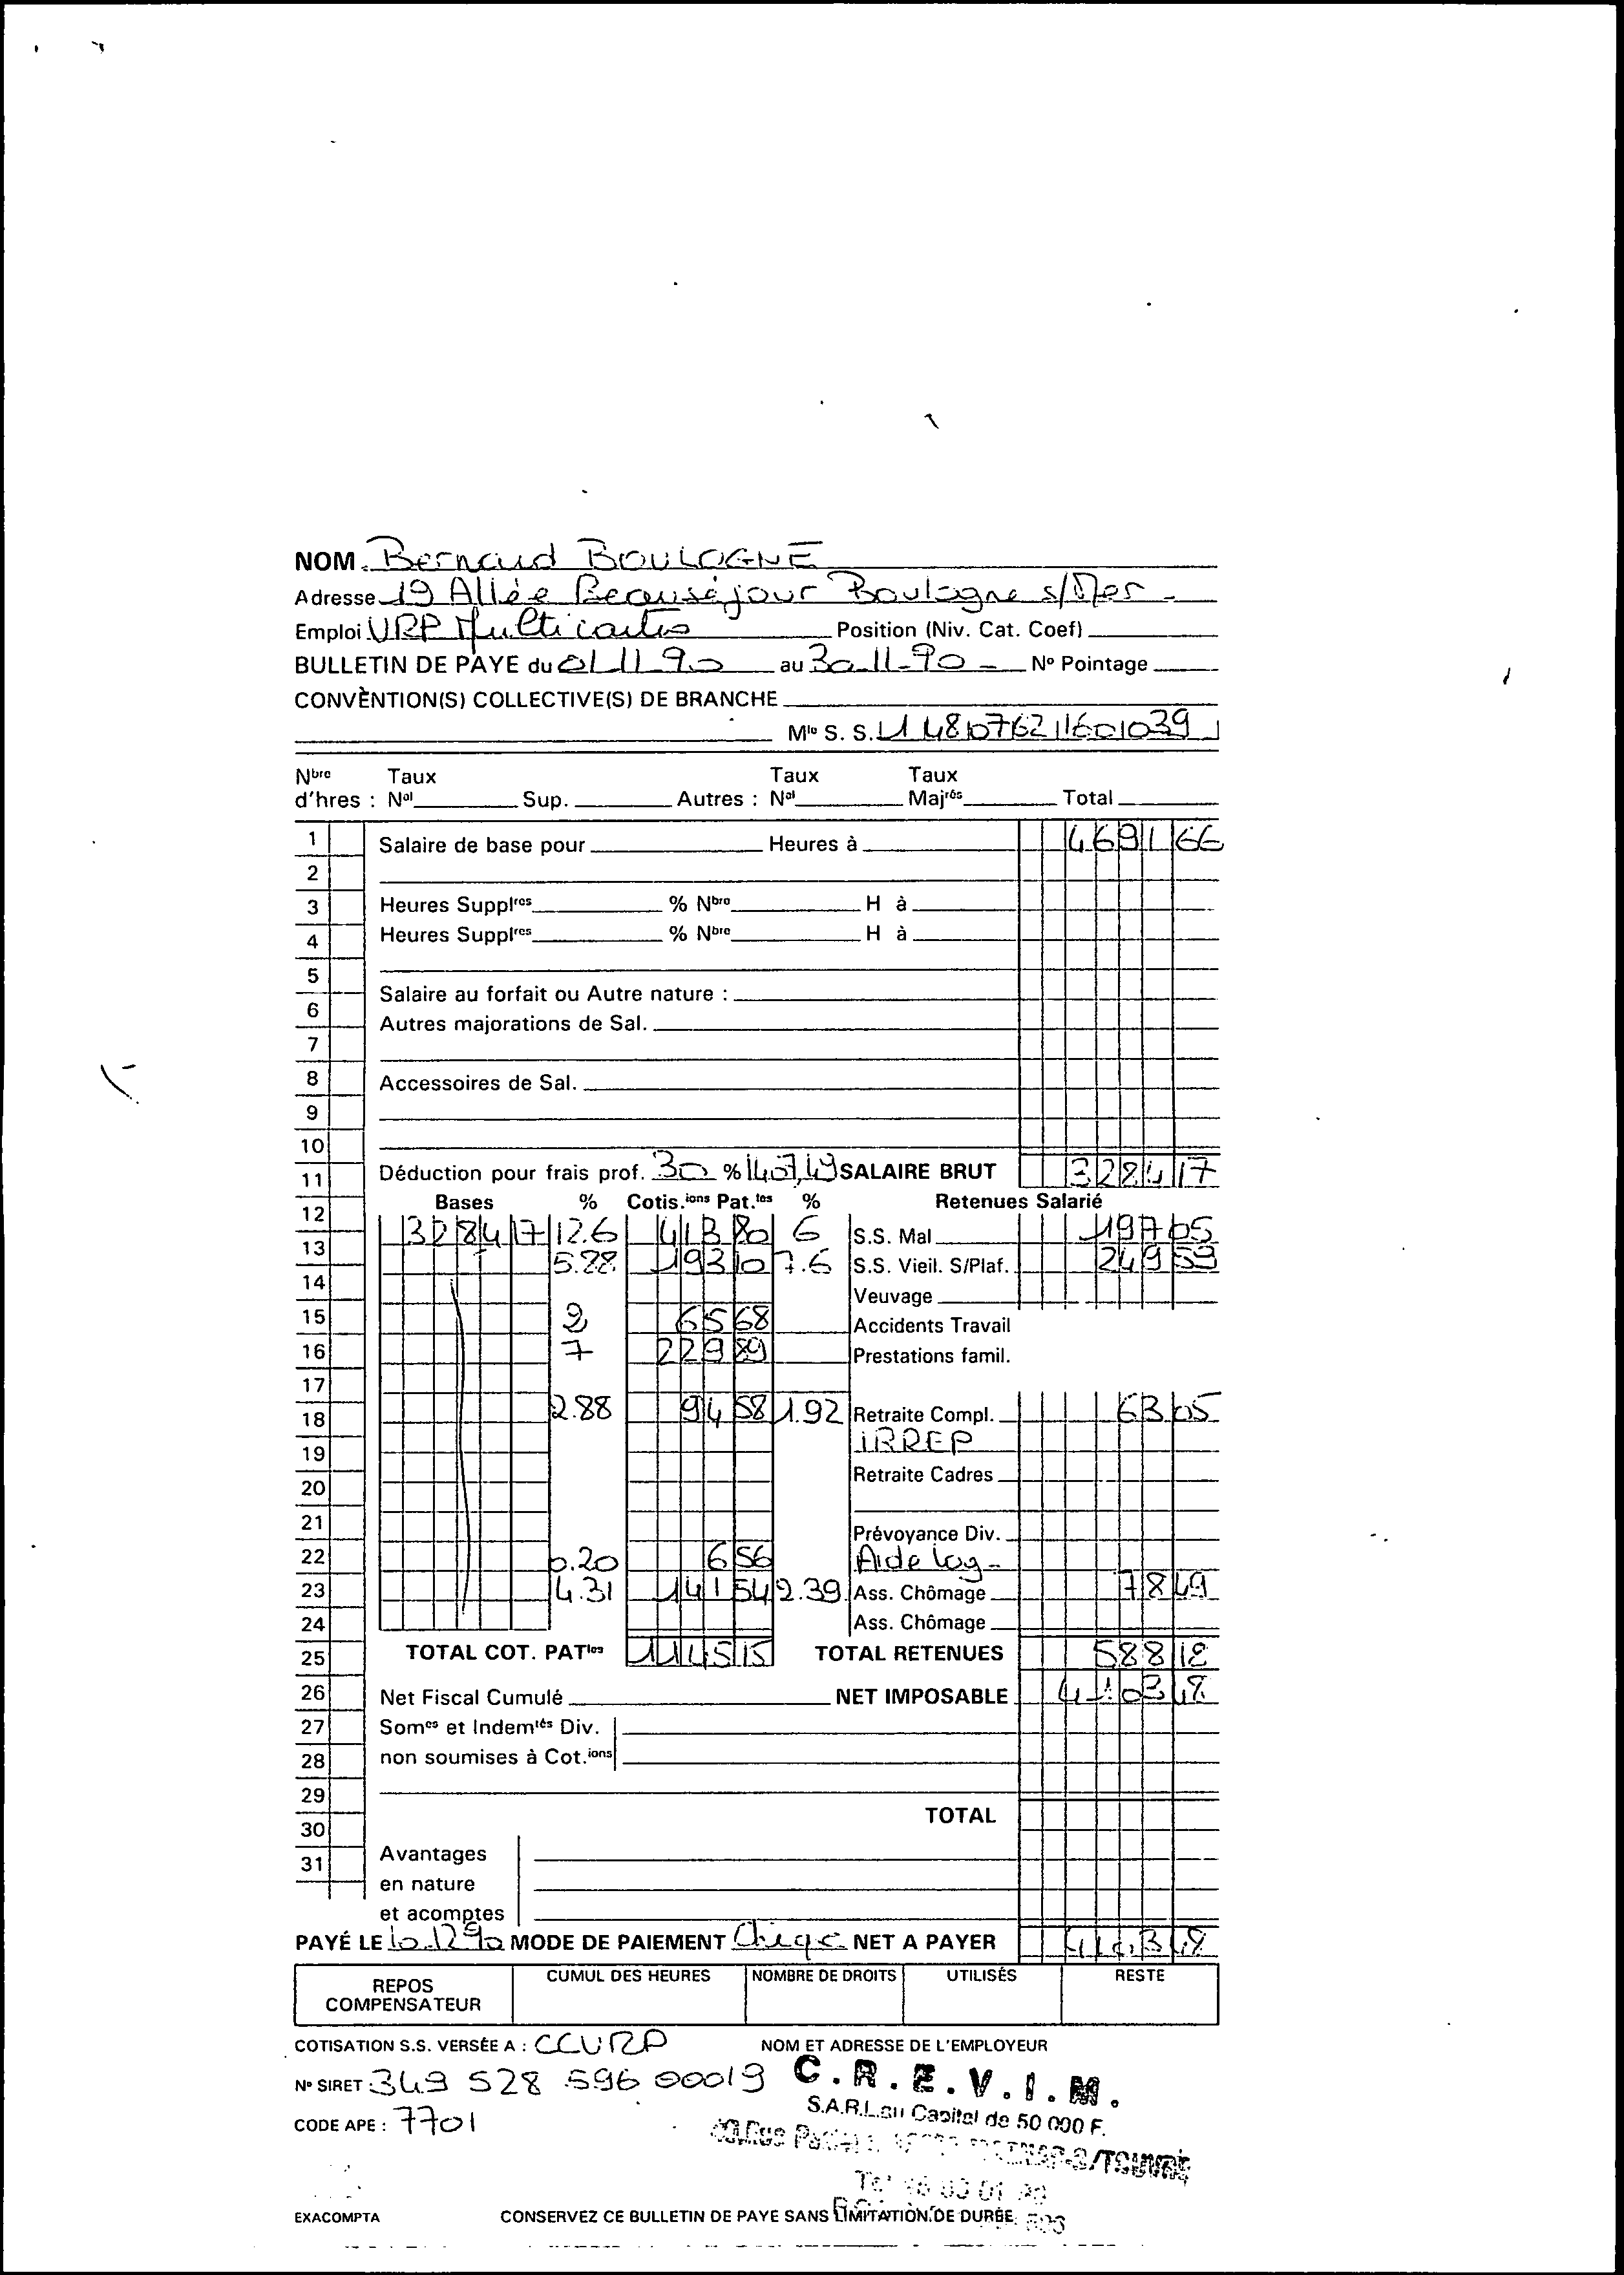 NOM Bernard BOULOGNE
Adresse 19 Allée Beauséjour Boulogne s/Mer
Emploi VRP Multicartes Position (Niv. Cat. Coef)
BULLETIN DE PAYE du 01.11.90 au 30.11.90 Nº Pointage
CONVENTION(S) COLLECTIVE(S) DE BRANCHE
Mle S. S. 1 48076211601039
Nbre Taux Taux Taux
d'hres : Nal Sup. Autres : Nal Majrés Total
1 Salaire de base pour Heures à 4691 66
2
3 Heures Supplres % Nbre H à
4 Heures Supplres % Nbre H à
5
6 Salaire au forfait ou Autre nature :
Autres majorations de Sal.
7
8 Accessoires de Sal.
9
10
11 Déduction pour frais prof. 30 % 1407,49 SALAIRE BRUT 3284 17
12 Bases % Cotis.ions Pat.les % Retenues Salarié
3284 17 12.6 413 80 6 S.S. Mal 197 05
13 5.88 193 10 7.6 S.S. Vieil. S/Plaf. 249 59
14 Veuvage
15 2 65 68 Accidents Travail
16 7 229 89 Prestations famil.
17
18 2.88 94 58 1.92 Retraite Compl. 63 05
19 IRREP
20 Retraite Cadres
21
Prévoyance Div.
22 0.20 6 56 Aide log
23 4.31 141 54 2.39 Ass. Chômage 78 49
24 Ass. Chômage
25 TOTAL COT. PATles 1145 15 TOTAL RETENUES 588 18
26 Net Fiscal Cumulé NET IMPOSABLE 4103 48
27 Somes et Indemités Div.
28 non soumises à Cot.ions
29
30 TOTAL
31 Avantages
en nature
et acomptes
PAYÉ LE 10.12 90 MODE DE PAIEMENT Chèque NET A PAYER 4103 48
REPOS COMPENSATEUR CUMUL DES HEURES NOMBRE DE DROITS UTILISÉS RESTE
COTISATION S.S. VERSÉE A : CCVRP NOM ET ADRESSE DE L'EMPLOYEUR
Nº SIRET 349 528 596 00019 C.R.E.V.I.M.
S.A.R.L. au Capital de 50 000 F.
CODE APE : 7701
Rue S/TOUVRE
EXACOMPTA CONSERVEZ CE BULLETIN DE PAYE SANS LIMITATION DE DURÉE